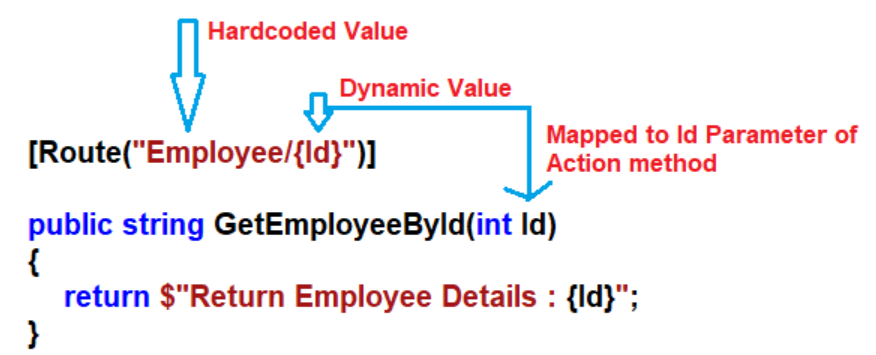 Hardcoded Value
Dynamic Value
Mapped to Id Parameter of
Action method
[Route("Employee/{Id}")]
public string GetEmployeeById(int Id)
{
return $"Return Employee Details : {Id}";
}